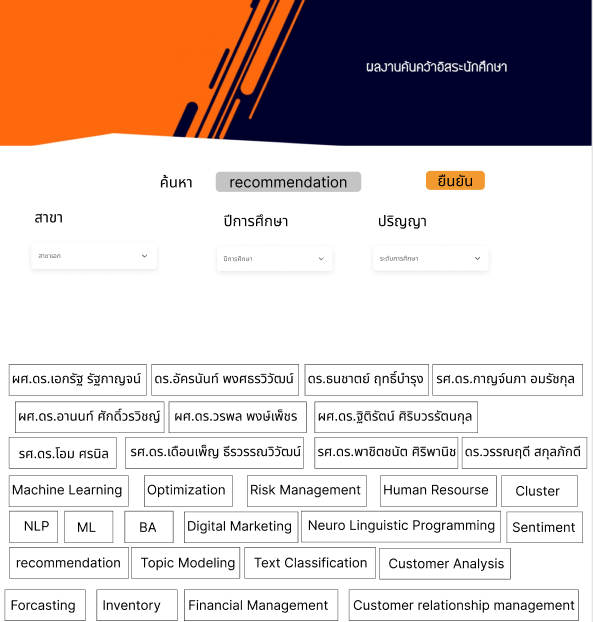 ผลงานค้นคว้าอิสระนักศึกษา
ค้นหา recommendation ยืนยัน
สาขา ปีการศึกษา ปริญญา
สาขาเอก ปีการศึกษา ระดับการศึกษา
ผศ.ดร.เอกรัฐ รัฐกาญจน์ ดร.อัครนันท์ พงศธรวิวัฒน์ ดร.ธนชาตย์ ฤทธิ์บำรุง รศ.ดร.กาญจ์นภา อมรัชกุล
ผศ.ดร.อานนท์ ศักดิ์วรวิชญ์ ผศ.ดร.วรพล พงษ์เพ็ชร ผศ.ดร.ฐิติรัตน์ ศิริบวรรัตนกุล
รศ.ดร.โอม ศรนิล รศ.ดร.เดือนเพ็ญ ธีรวรรณวิวัฒน์ รศ.ดร.พาชิตชนัต ศิริพานิช ดร.วรรณฤดี สกุลภักดี
Machine Learning Optimization Risk Management Human Resourse Cluster
NLP ML BA Digital Marketing Neuro Linguistic Programming Sentiment
recommendation Topic Modeling Text Classification Customer Analysis
Forcasting Inventory Financial Management Customer relationship management